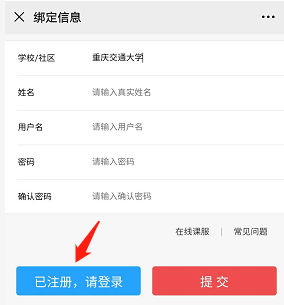 绑定信息
学校/社区 重庆交通大学
姓名 请输入真实姓名
用户名 请输入用户名
密码 请输入密码
确认密码 请输入确认密码
在线课服 | 常见问题
已注册，请登录 提 交